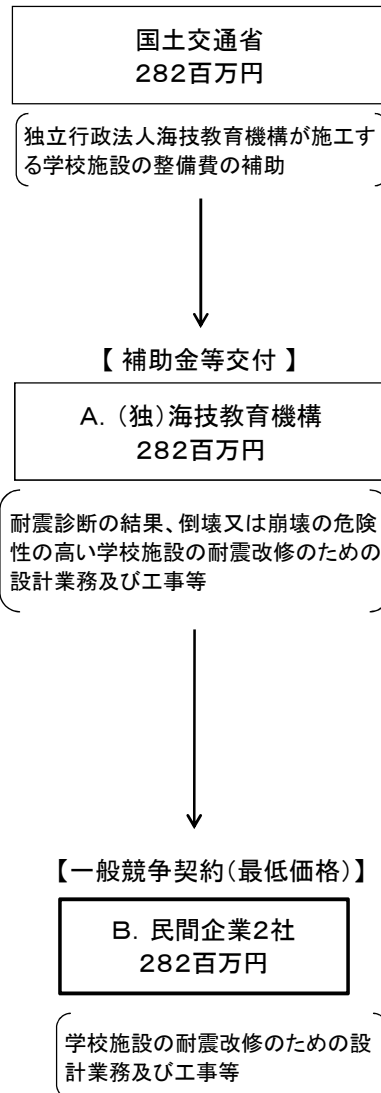 国土交通省
282百万円
独立行政法人海技教育機構が施工す
る学校施設の整備費の補助
【 補助金等交付 】
A. （独）海技教育機構
282百万円
耐震診断の結果、倒壊又は崩壊の危険
性の高い学校施設の耐震改修のための
設計業務及び工事等
【一般競争契約（最低価格）】
B. 民間企業2社
282百万円
学校施設の耐震改修のための設
計業務及び工事等